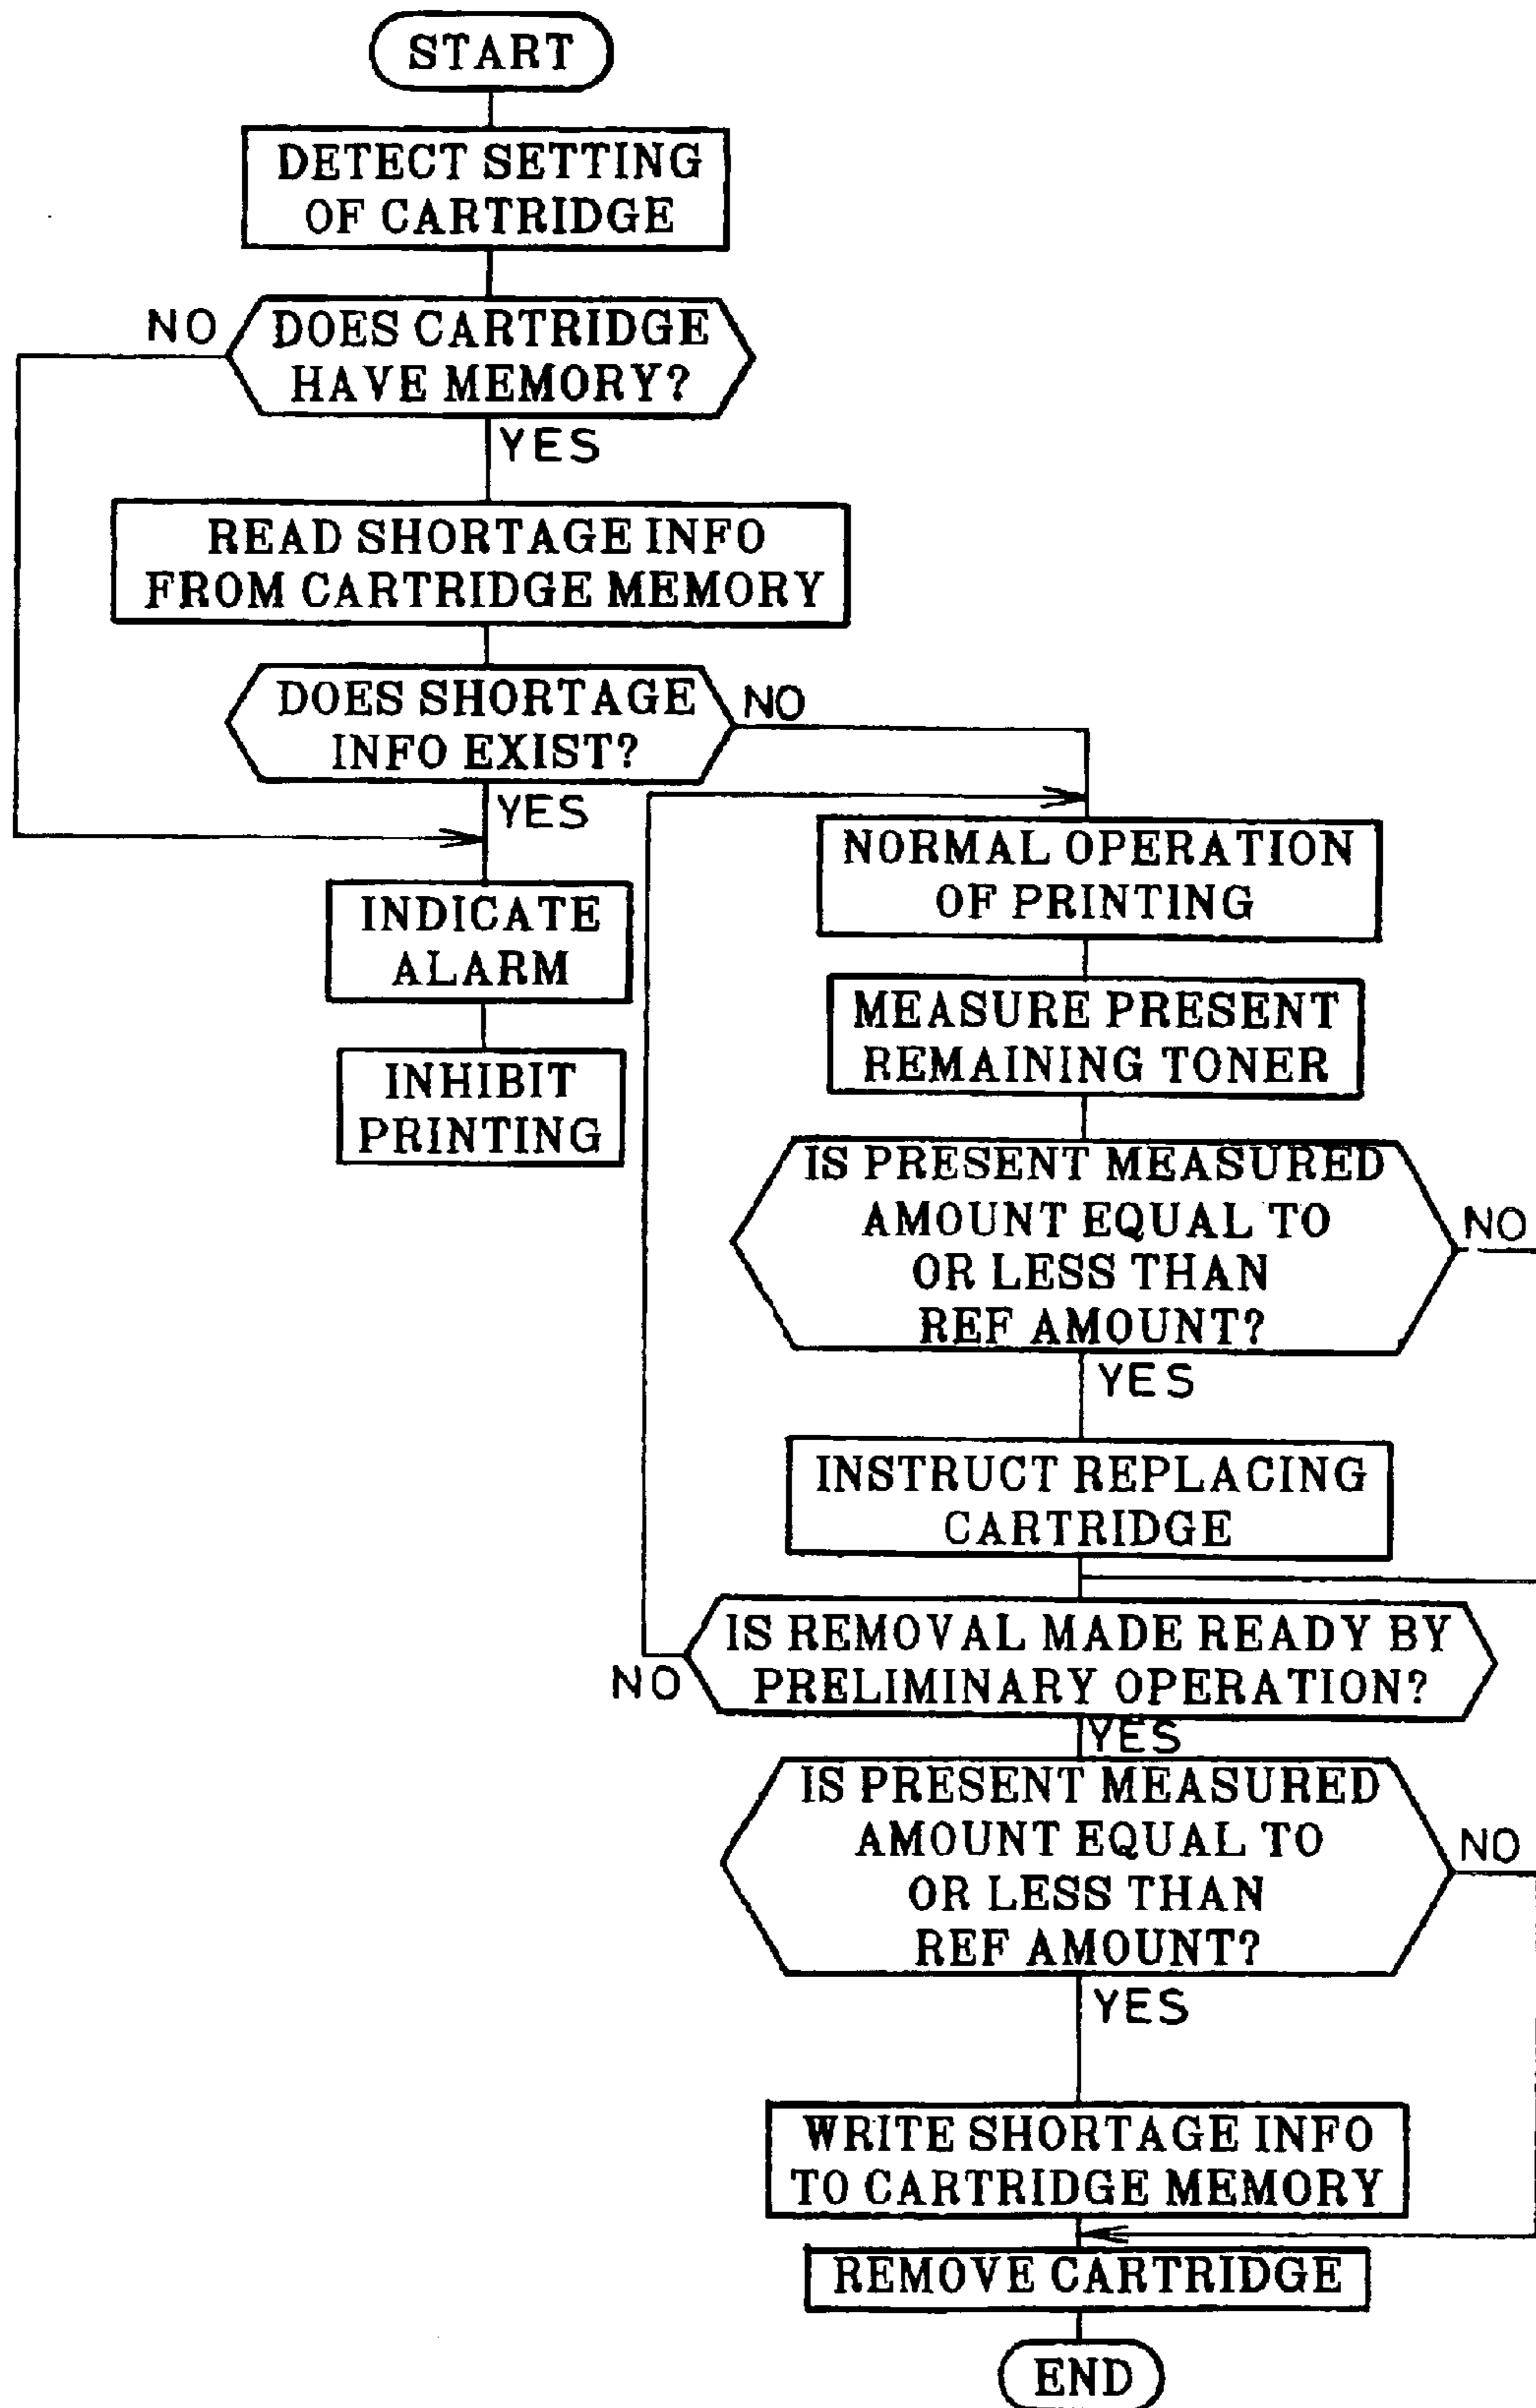 START
DETECT SETTING
OF CARTRIDGE
NO
DOES CARTRIDGE
HAVE MEMORY?
YES
READ SHORTAGE INFO
FROM CARTRIDGE MEMORY
DOES SHORTAGE
INFO EXIST?
NO
YES
INDICATE
ALARM
INHIBIT
PRINTING
NORMAL OPERATION
OF PRINTING
MEASURE PRESENT
REMAINING TONER
IS PRESENT MEASURED
AMOUNT EQUAL TO
OR LESS THAN
REF AMOUNT?
NO
YES
INSTRUCT REPLACING
CARTRIDGE
IS REMOVAL MADE READY BY
PRELIMINARY OPERATION?
NO
YES
IS PRESENT MEASURED
AMOUNT EQUAL TO
OR LESS THAN
REF AMOUNT?
NO
YES
WRITE SHORTAGE INFO
TO CARTRIDGE MEMORY
REMOVE CARTRIDGE
END